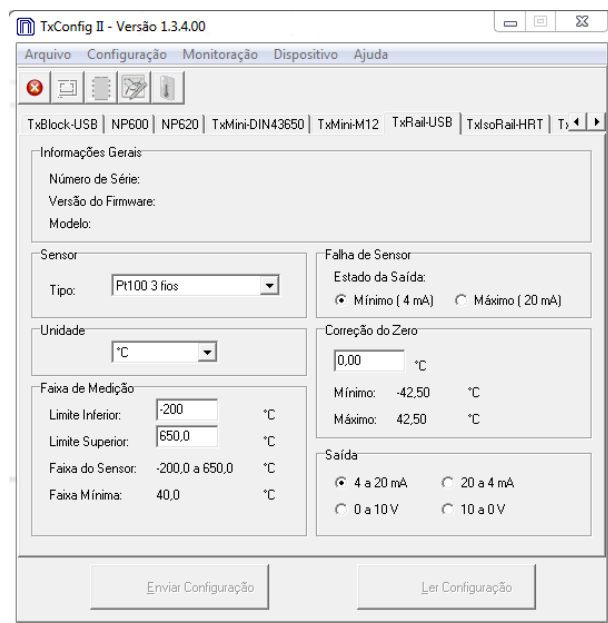 TxConfig II - Versão 1.3.4.00
Arquivo Configuração Monitoração Dispositivo Ajuda
TxBlock-USB NP600 NP620 TxMini-DIN43650 TxMini-M12 TxRail-USB TxIsoRail-HRT
Informações Gerais
Número de Série:
Versão do Firmware:
Modelo:
Sensor
Tipo: Pt100 3 fios
Falha de Sensor
Estado da Saída:
Mínimo ( 4 mA) Máximo ( 20 mA)
Unidade
°C
Correção do Zero
0,00 °C
Mínimo: -42,50 °C
Máximo: 42,50 °C
Faixa de Medição
Limite Inferior: -200 °C
Limite Superior: 650,0 °C
Faixa do Sensor: -200,0 a 650,0 °C
Faixa Mínima: 40,0 °C
Saída
4 a 20 mA 20 a 4 mA
0 a 10 V 10 a 0 V
Enviar Configuração Ler Configuração